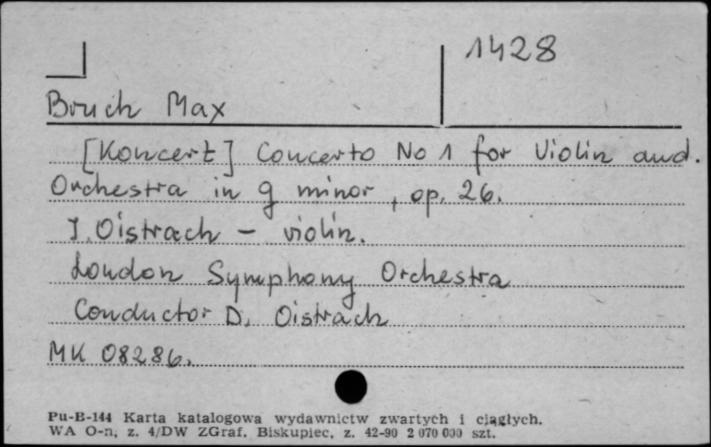 1428
Bruch Max
[Koncert] Concerto No 1 for Violin and.
Orchestra in g minor, op. 26.
I. Oistrach - violin.
London Symphony Orchestra
Conductor D. Oistrach
MK 08286.
Pu-B-144 Karta katalogowa wydawnictw zwartych i ciągłych.
WA O-n, z. 4/DW ZGraf. Biskupiec, z. 42-90 2 070 000 szt.